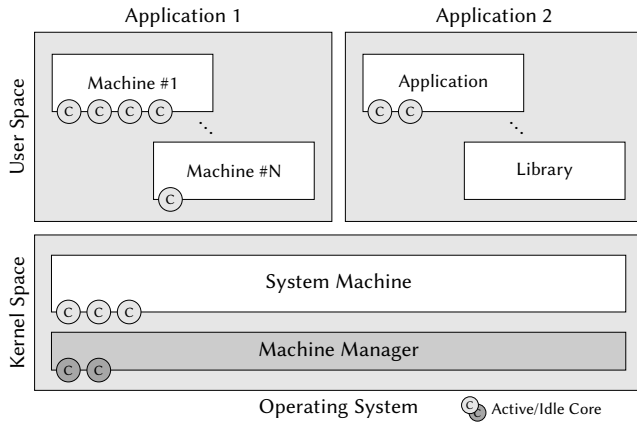 Application 1
Application 2
User Space
Machine #1
C C C C
Machine #N
C
Application
C C
Library
Kernel Space
System Machine
C C C
Machine Manager
C C
Operating System
C C Active/Idle Core